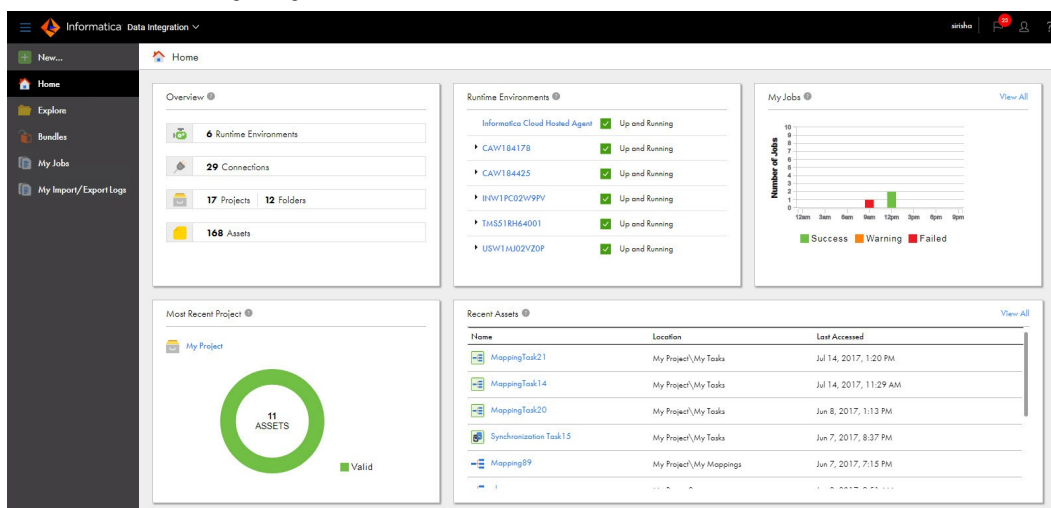 Informatica Data Integration
sirisha
?
New...
Home
Home
Explore
Bundles
My Jobs
My Import/Export Logs
Overview
6 Runtime Environments
29 Connections
17 Projects 12 Folders
168 Assets
Runtime Environments
Informatica Cloud Hosted Agent Up and Running
CAW184178 Up and Running
CAW184425 Up and Running
INW1PC02W9PV Up and Running
TMS51RH64001 Up and Running
USW1MJ02VZ0P Up and Running
My Jobs View All
Number of Jobs
10
9
8
7
6
5
4
3
2
1
0
12am 3am 6am 9am 12pm 3pm 6pm 9pm
Success Warning Failed
Most Recent Project
My Project
11
ASSETS
Valid
Recent Assets View All
Name Location Last Accessed
MappingTask21 My Project\My Tasks Jul 14, 2017, 1:20 PM
MappingTask14 My Project\My Tasks Jul 14, 2017, 11:29 AM
MappingTask20 My Project\My Tasks Jun 8, 2017, 1:13 PM
Synchronization Task15 My Project\My Tasks Jun 7, 2017, 8:37 PM
Mapping89 My Project\My Mappings Jun 7, 2017, 7:15 PM